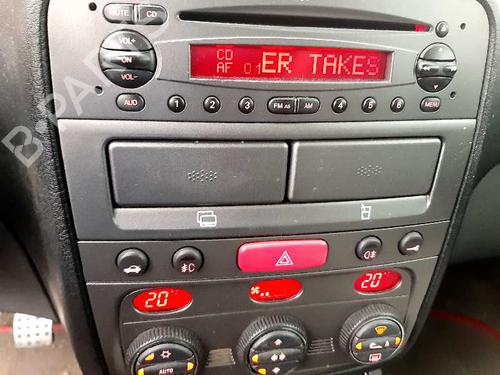 MUTE CD
VOL+
ON
VOL-
CD
AF 01 ER TAKES
AUD 1 2 3 FM AS AM 4 5 6 MENU
20° 20°
AUTO
B-PARTS